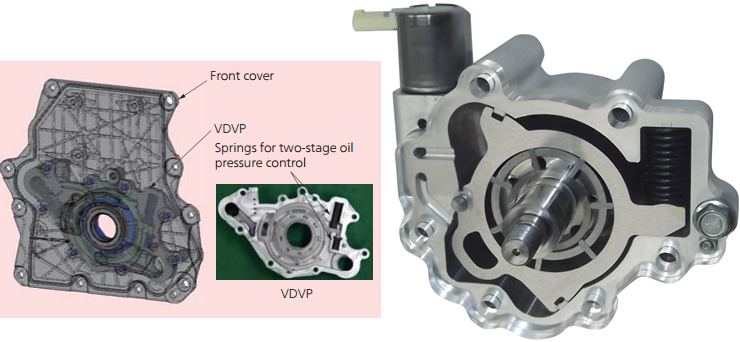 Front cover
VDVP
Springs for two-stage oil
pressure control
VDVP